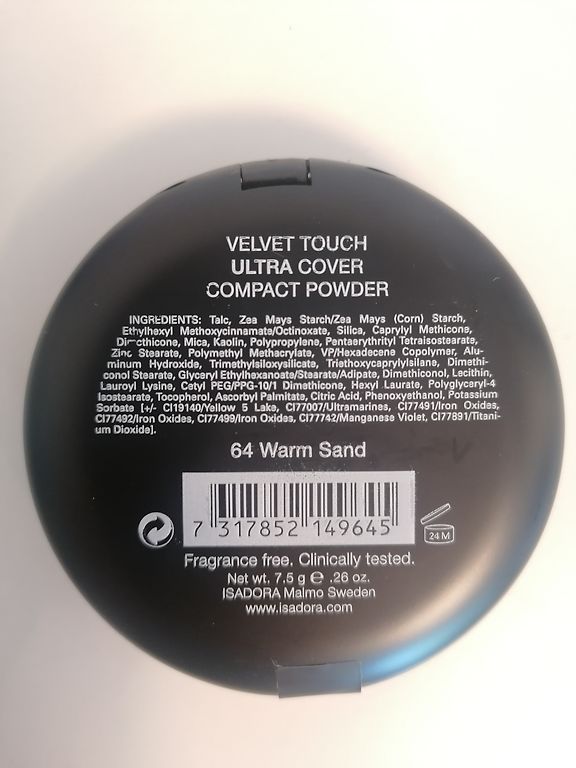 VELVET TOUCH
ULTRA COVER
COMPACT POWDER
INGREDIENTS: Talc, Zea Mays Starch/Zea Mays (Corn) Starch,
Ethylhexyl Methoxycinnamate/Octinoxate, Silica, Caprylyl Methicone,
Dimethicone, Mica, Kaolin, Polypropylene, Pentaerythrityl Tetraisostearate,
Zinc Stearate, Polymethyl Methacrylate, VP/Hexadecene Copolymer, Alu-
minum Hydroxide, Trimethylsiloxysilicate, Triethoxycaprylylsilane, Dimethi-
conol Stearate, Glyceryl Ethylhexanoate/Stearate/Adipate, Dimethiconol, Lecithin,
Lauroyl Lysine, Cetyl PEG/PPG-10/1 Dimethicone, Hexyl Laurate, Polyglyceryl-4
Isostearate, Tocopherol, Ascorbyl Palmitate, Citric Acid, Phenoxyethanol, Potassium
Sorbate [+/- CI19140/Yellow 5 Lake, CI77007/Ultramarines, CI77491/Iron Oxides,
CI77492/Iron Oxides, CI77499/Iron Oxides, CI77742/Manganese Violet, CI77891/Titani-
um Dioxide].
64 Warm Sand
7 317852 149645
24 M
Fragrance free. Clinically tested.
Net wt. 7.5 g ℮ .26 oz.
ISADORA Malmo Sweden
www.isadora.com